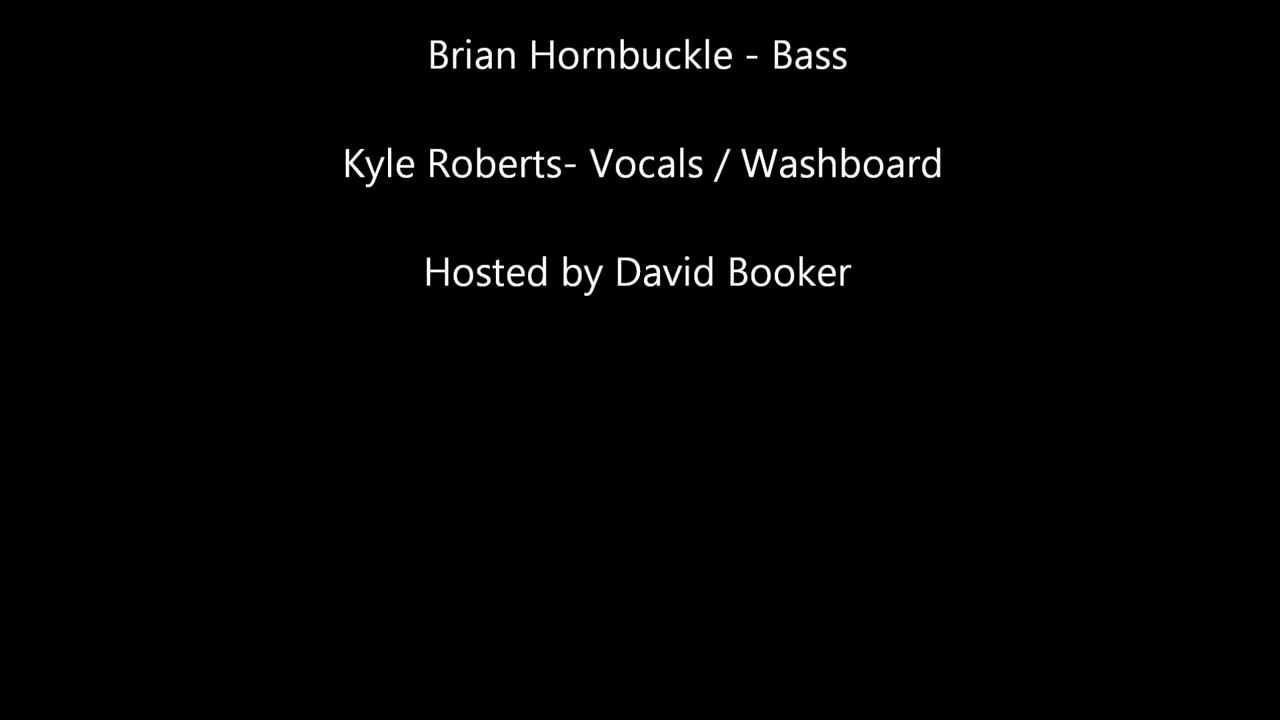 Brian Hornbuckle - Bass
Kyle Roberts- Vocals / Washboard
Hosted by David Booker